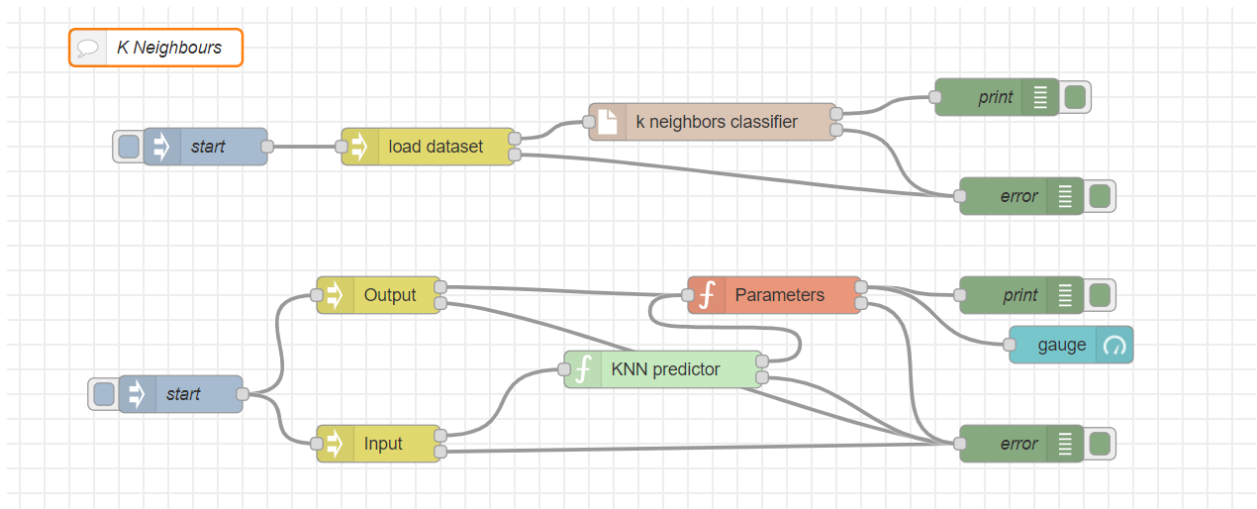 K Neighbours
print
k neighbors classifier
start
load dataset
error
Output
Parameters
print
gauge
KNN predictor
start
Input
error